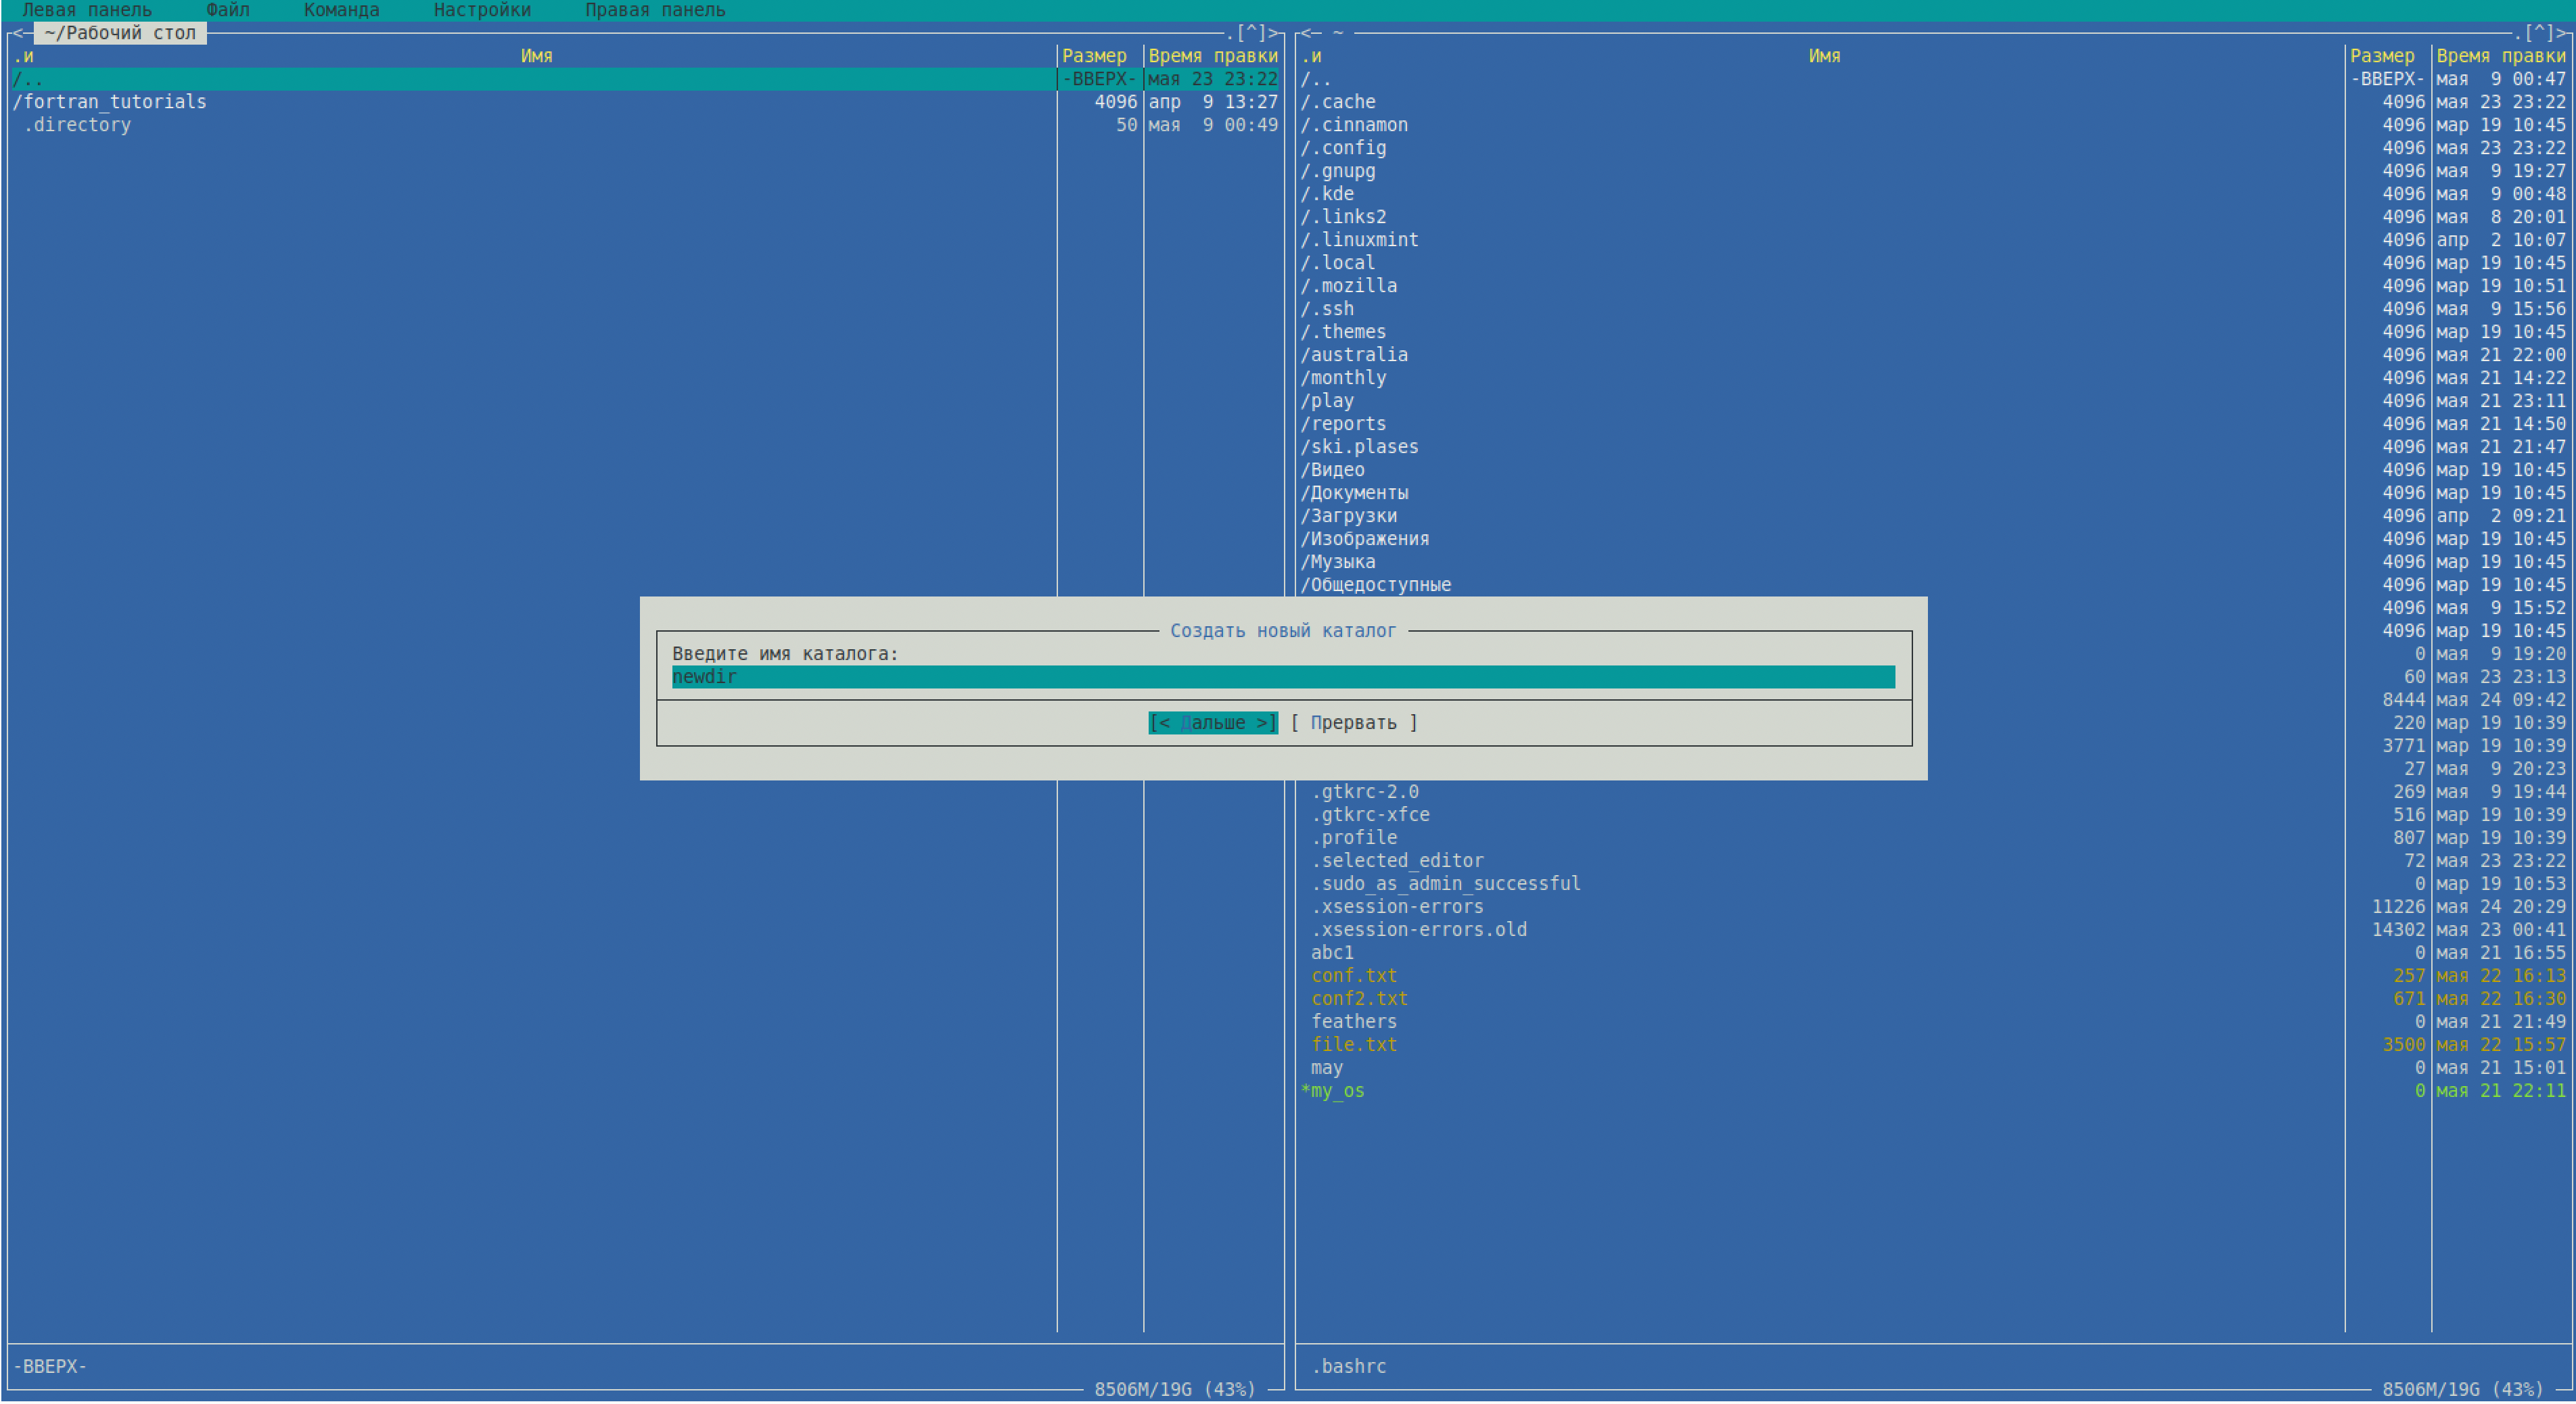 Левая панель Файл Команда Настройки Правая панель
<─ ~/Рабочий стол .[^]>
.и Имя Размер Время правки
/.. -ВВЕРХ- мая 23 23:22
/fortran_tutorials 4096 апр 9 13:27
.directory 50 мая 9 00:49
-ВВЕРХ-
8506M/19G (43%)
<─ ~ .[^]>
.и Имя Размер Время правки
/.. -ВВЕРХ- мая 9 00:47
/.cache 4096 мая 23 23:22
/.cinnamon 4096 мар 19 10:45
/.config 4096 мая 23 23:22
/.gnupg 4096 мая 9 19:27
/.kde 4096 мая 9 00:48
/.links2 4096 мая 8 20:01
/.linuxmint 4096 апр 2 10:07
/.local 4096 мар 19 10:45
/.mozilla 4096 мар 19 10:51
/.ssh 4096 мая 9 15:56
/.themes 4096 мар 19 10:45
/australia 4096 мая 21 22:00
/monthly 4096 мая 21 14:22
/play 4096 мая 21 23:11
/reports 4096 мая 21 14:50
/ski.plases 4096 мая 21 21:47
/Видео 4096 мар 19 10:45
/Документы 4096 мар 19 10:45
/Загрузки 4096 апр 2 09:21
/Изображения 4096 мар 19 10:45
/Музыка 4096 мар 19 10:45
/Общедоступные 4096 мар 19 10:45
4096 мая 9 15:52
4096 мар 19 10:45
0 мая 9 19:20
60 мая 23 23:13
8444 мая 24 09:42
220 мар 19 10:39
3771 мар 19 10:39
27 мая 9 20:23
.gtkrc-2.0 269 мая 9 19:44
.gtkrc-xfce 516 мар 19 10:39
.profile 807 мар 19 10:39
.selected_editor 72 мая 23 23:22
.sudo_as_admin_successful 0 мар 19 10:53
.xsession-errors 11226 мая 24 20:29
.xsession-errors.old 14302 мая 23 00:41
abc1 0 мая 21 16:55
conf.txt 257 мая 22 16:13
conf2.txt 671 мая 22 16:30
feathers 0 мая 21 21:49
file.txt 3500 мая 22 15:57
may 0 мая 21 15:01
*my_os 0 мая 21 22:11
.bashrc
8506M/19G (43%)
Создать новый каталог
Введите имя каталога:
newdir
[< Дальше >] [ Прервать ]